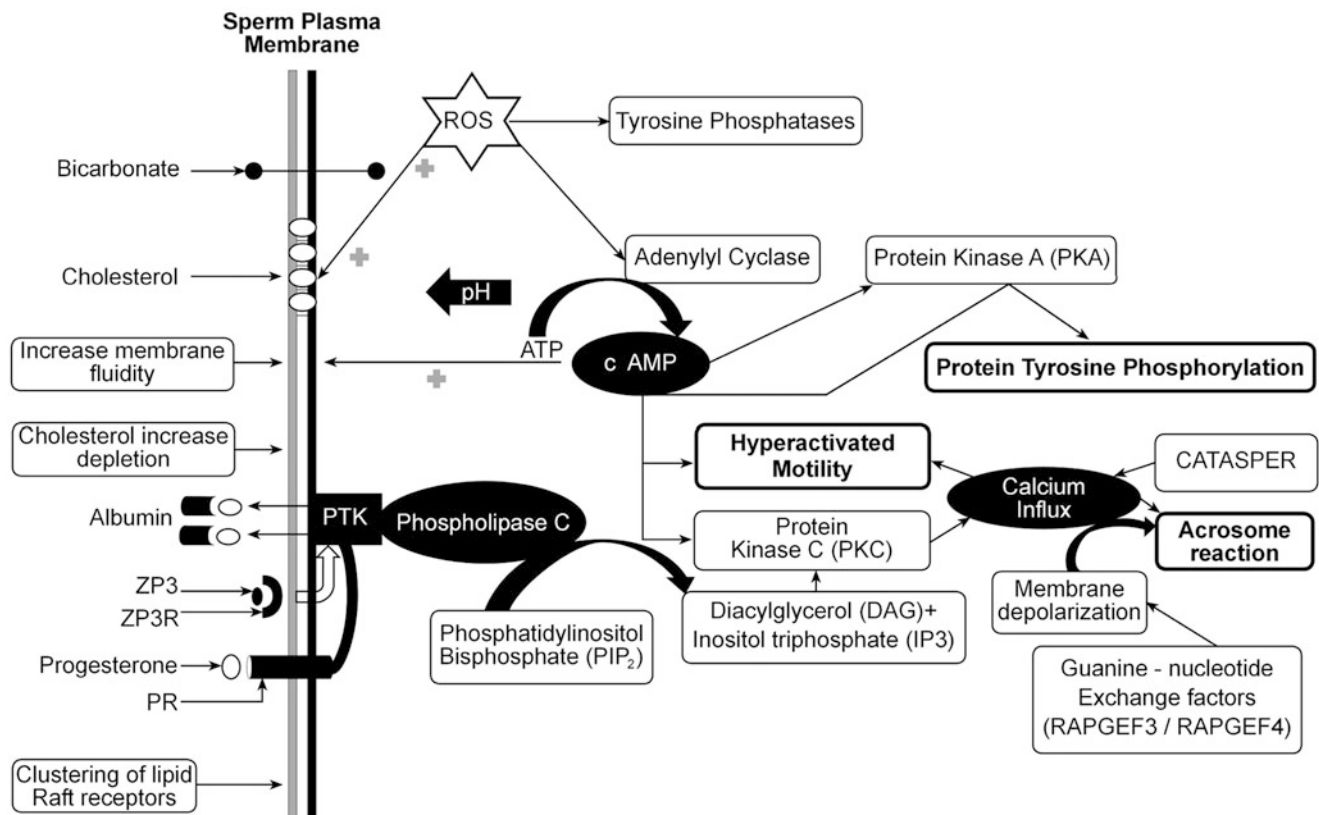 Sperm Plasma
Membrane
ROS
Tyrosine Phosphatases
Bicarbonate
Cholesterol
Adenylyl Cyclase
Protein Kinase A (PKA)
pH
ATP
c AMP
Increase membrane
fluidity
Protein Tyrosine Phosphorylation
Cholesterol increase
depletion
Hyperactivated
Motility
CATASPER
Calcium
Influx
Albumin
PTK
Phospholipase C
Protein
Kinase C (PKC)
Acrosome
reaction
ZP3
ZP3R
Membrane
depolarization
Diacylglycerol (DAG)+
Inositol triphosphate (IP3)
Phosphatidylinositol
Bisphosphate (PIP₂)
Progesterone
PR
Guanine - nucleotide
Exchange factors
(RAPGEF3 / RAPGEF4)
Clustering of lipid
Raft receptors